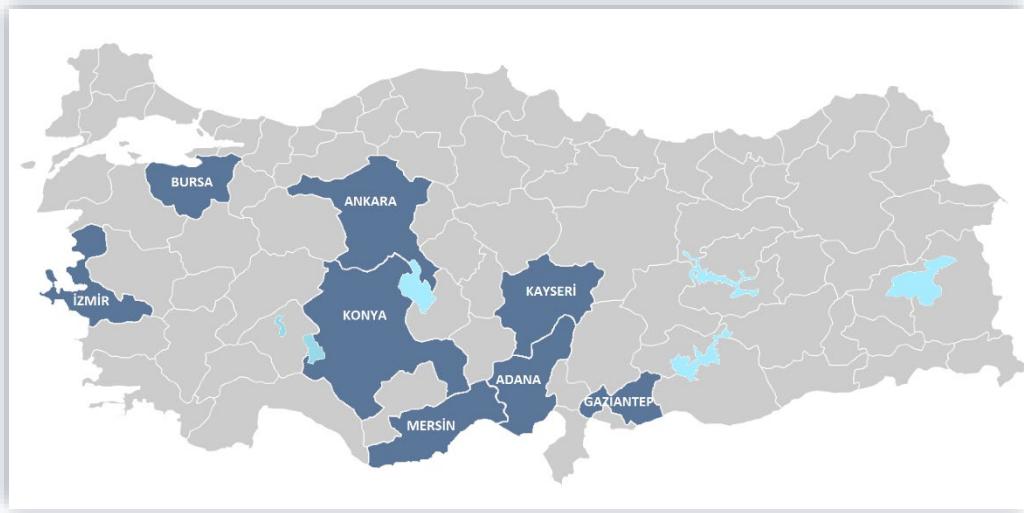 BURSA
ANKARA
KAYSERİ
İZMİR
KONYA
ADANA
GAZİANTEP
MERSİN